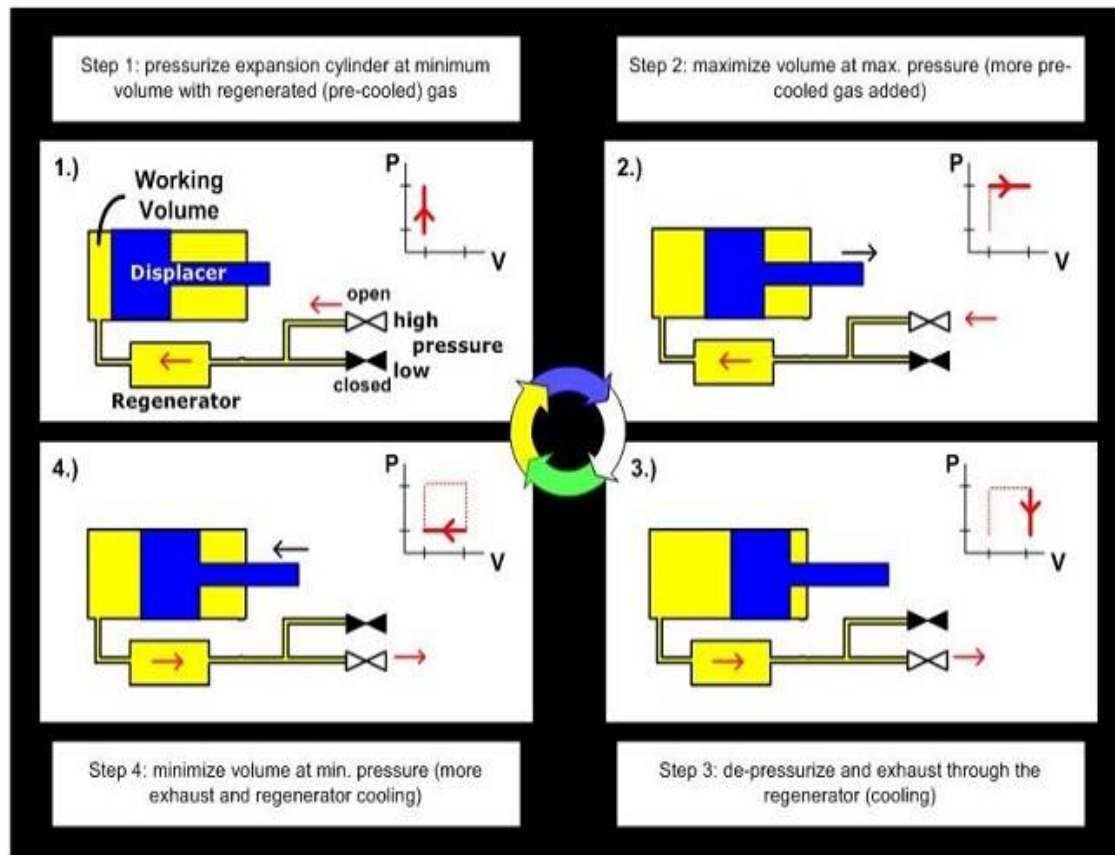 Step 1: pressurize expansion cylinder at minimum
volume with regenerated (pre-cooled) gas
Step 2: maximize volume at max. pressure (more pre-
cooled gas added)
1.)
Working
Volume
Displacer
P
V
open
high
pressure
low
closed
Regenerator
2.)
P
V
4.)
P
V
3.)
P
V
Step 4: minimize volume at min. pressure (more
exhaust and regenerator cooling)
Step 3: de-pressurize and exhaust through the
regenerator (cooling)